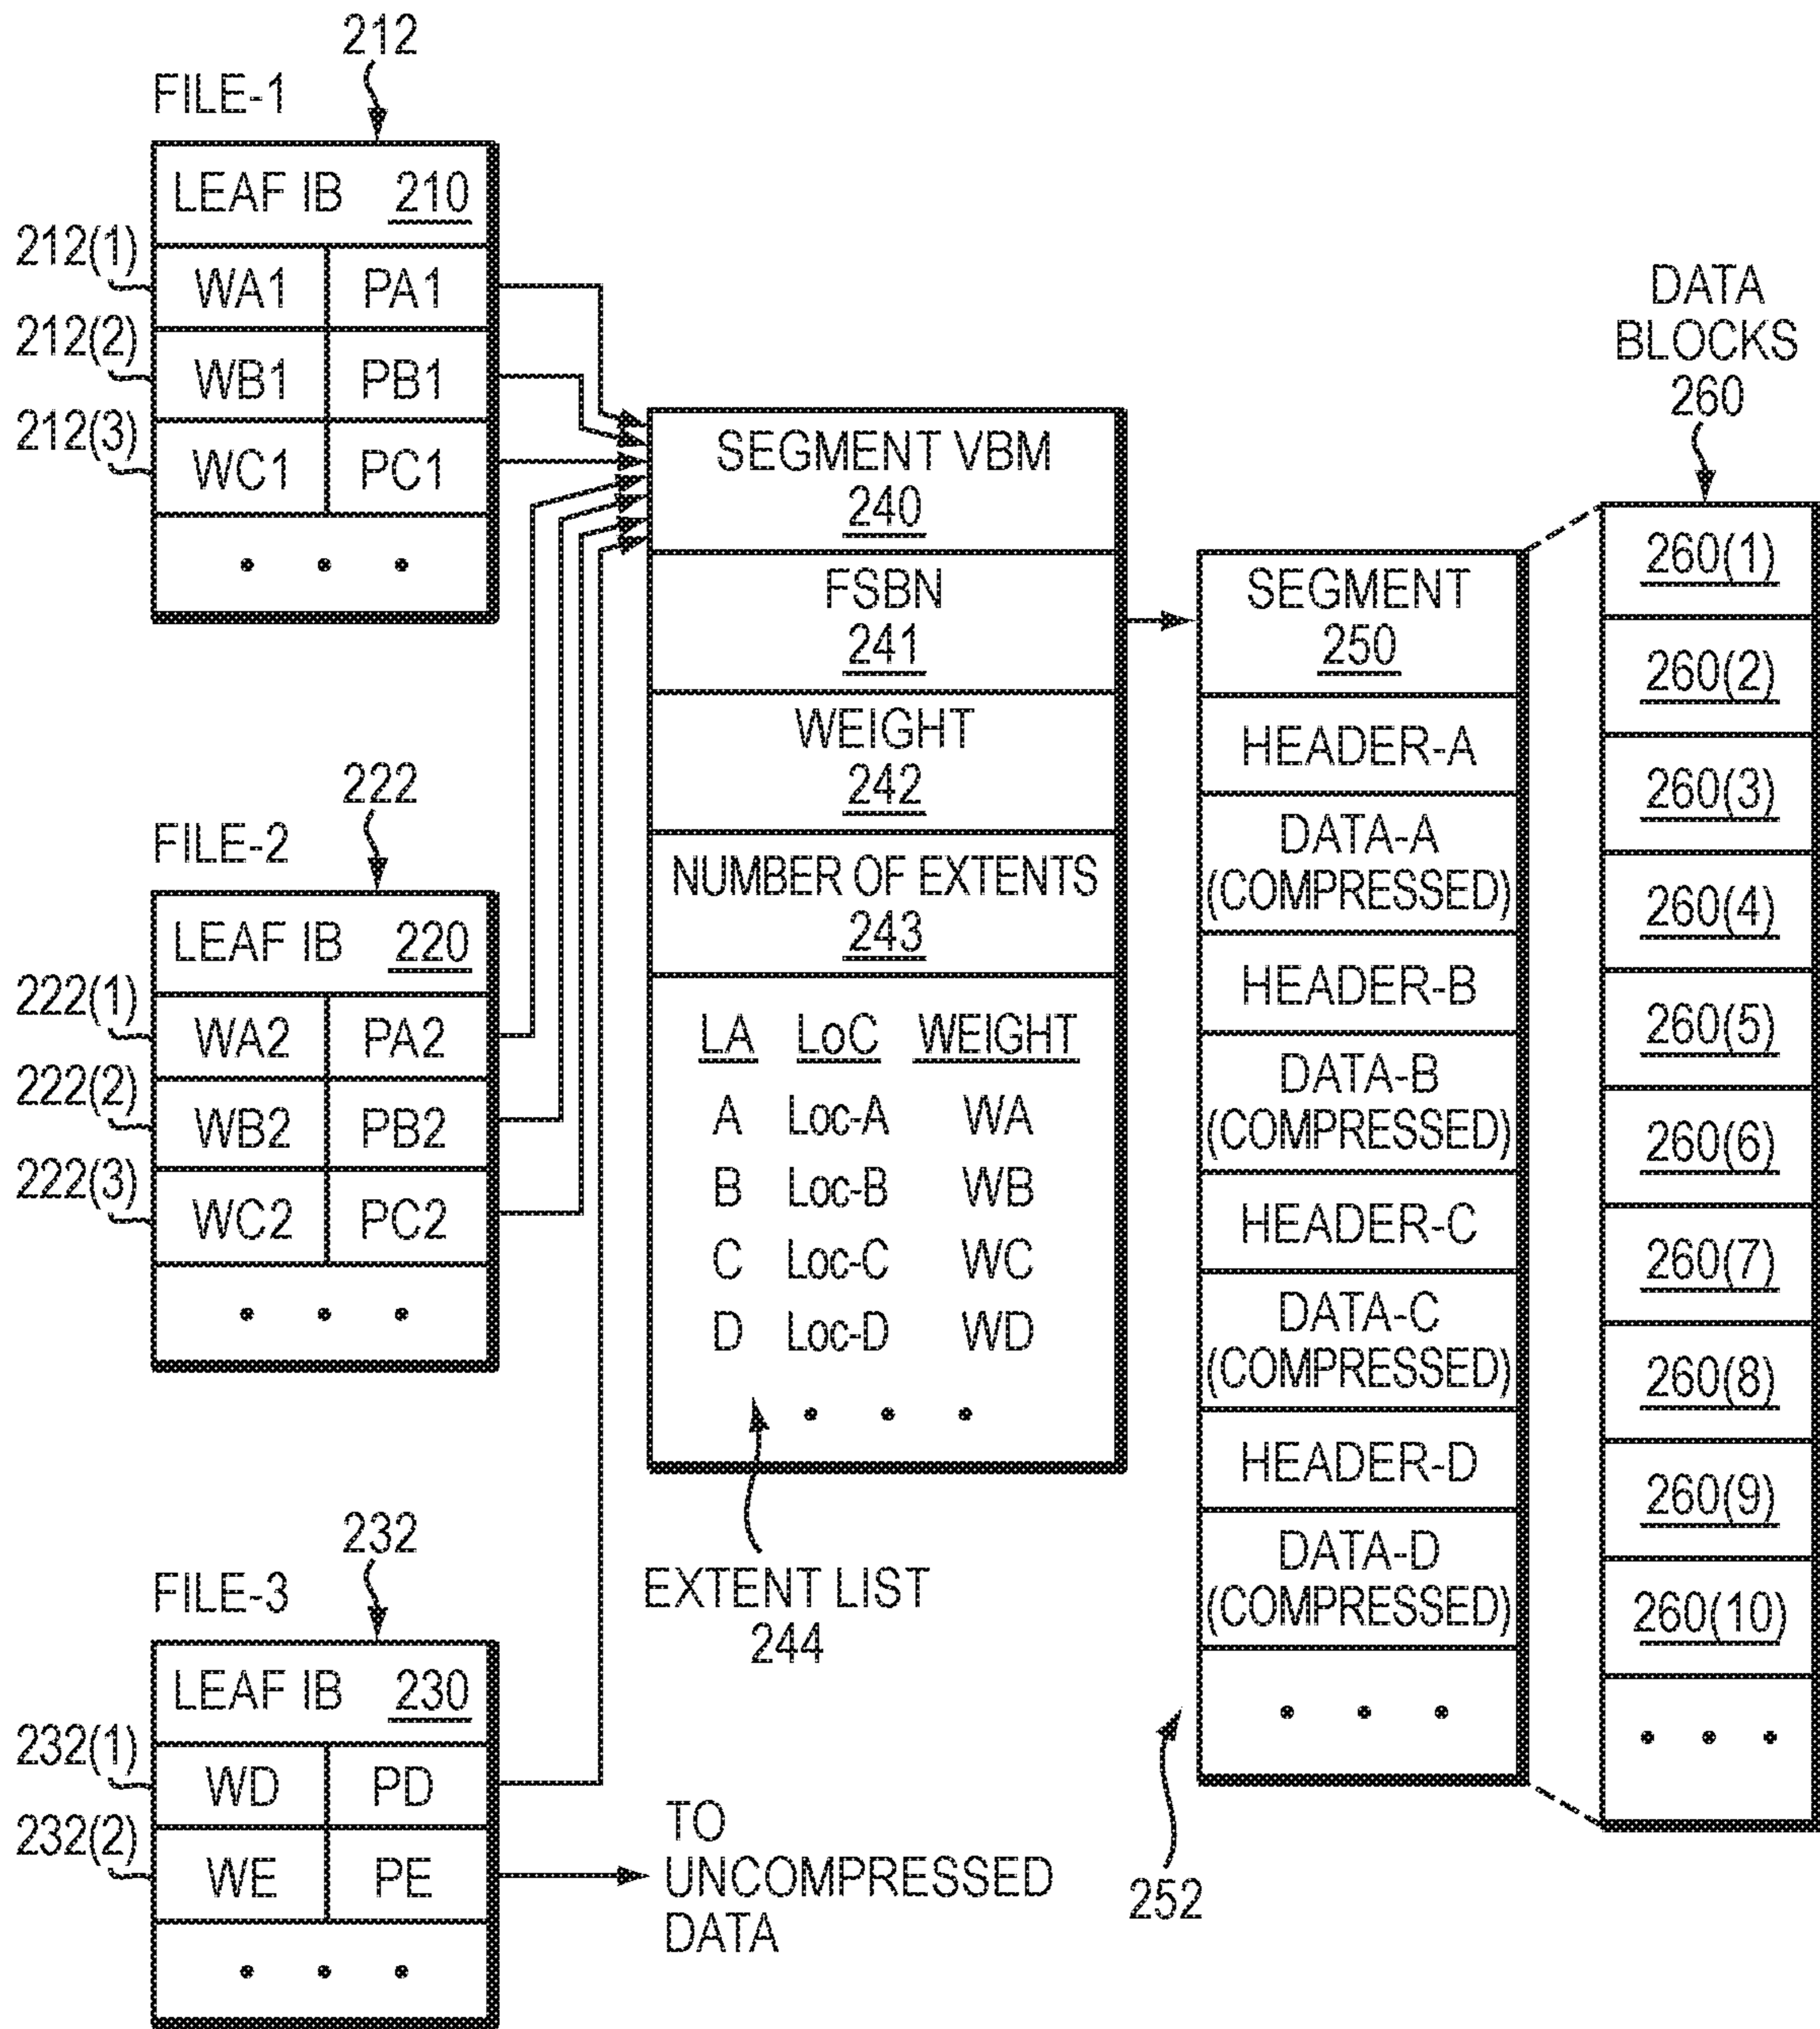 212
FILE-1
LEAF IB 210
212(1)
WA1 PA1
212(2)
WB1 PB1
212(3)
WC1 PC1
• • •
222
FILE-2
LEAF IB 220
222(1)
WA2 PA2
222(2)
WB2 PB2
222(3)
WC2 PC2
• • •
232
FILE-3
LEAF IB 230
232(1)
WD PD
232(2)
WE PE
• • •
TO
UNCOMPRESSED
DATA
SEGMENT VBM
240
FSBN
241
WEIGHT
242
NUMBER OF EXTENTS
243
LA LoC WEIGHT
A Loc-A WA
B Loc-B WB
C Loc-C WC
D Loc-D WD
• • •
EXTENT LIST
244
SEGMENT
250
HEADER-A
DATA-A
(COMPRESSED)
HEADER-B
DATA-B
(COMPRESSED)
HEADER-C
DATA-C
(COMPRESSED)
HEADER-D
DATA-D
(COMPRESSED)
• • •
252
DATA
BLOCKS
260
260(1)
260(2)
260(3)
260(4)
260(5)
260(6)
260(7)
260(8)
260(9)
260(10)
• • •